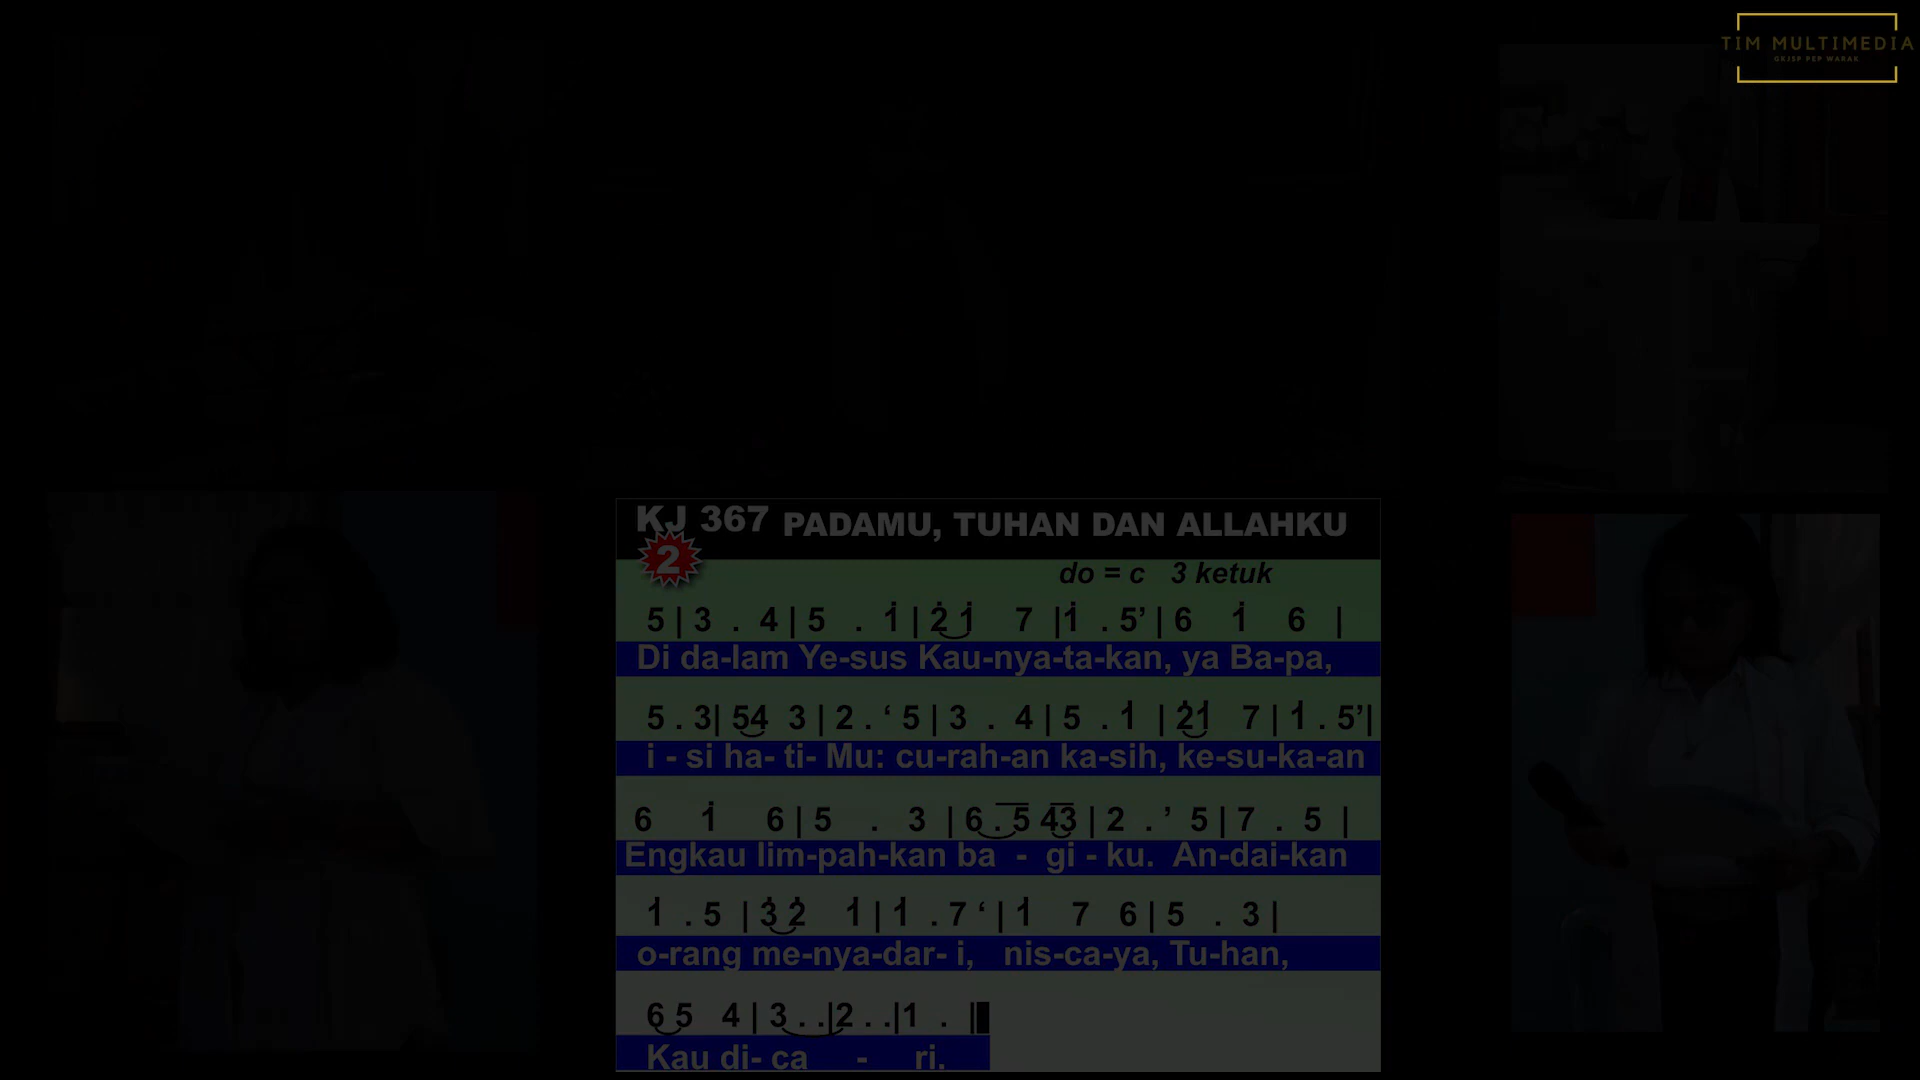 TIM MULTIMEDIA
GKJSP PEP WARAK
KJ 367 PADAMU, TUHAN DAN ALLAHKU
2
do = c 3 ketuk
5 | 3 . 4 | 5 . 1̇ | 2̇ 1̇ 7 | 1̇ . 5’ | 6 1̇ 6 |
Di da-lam Ye-sus Kau-nya-ta-kan, ya Ba-pa,
5 . 3 | 54 3 | 2 . ‘ 5 | 3 . 4 | 5 . 1̇ | 2̇1̇ 7 | 1̇ . 5’|
i - si ha- ti- Mu: cu-rah-an ka-sih, ke-su-ka-an
6 1̇ 6 | 5 . 3 | 6 . 5 43 | 2 . ’ 5 | 7 . 5 |
Engkau lim-pah-kan ba - gi - ku. An-dai-kan
1̇ . 5 | 3̇ 2̇ 1̇ | 1̇ . 7 ‘ | 1̇ 7 6 | 5 . 3 |
o-rang me-nya-dar- i, nis-ca-ya, Tu-han,
6 5 4 | 3 . . | 2 . . | 1 . ||
Kau di- ca - ri.